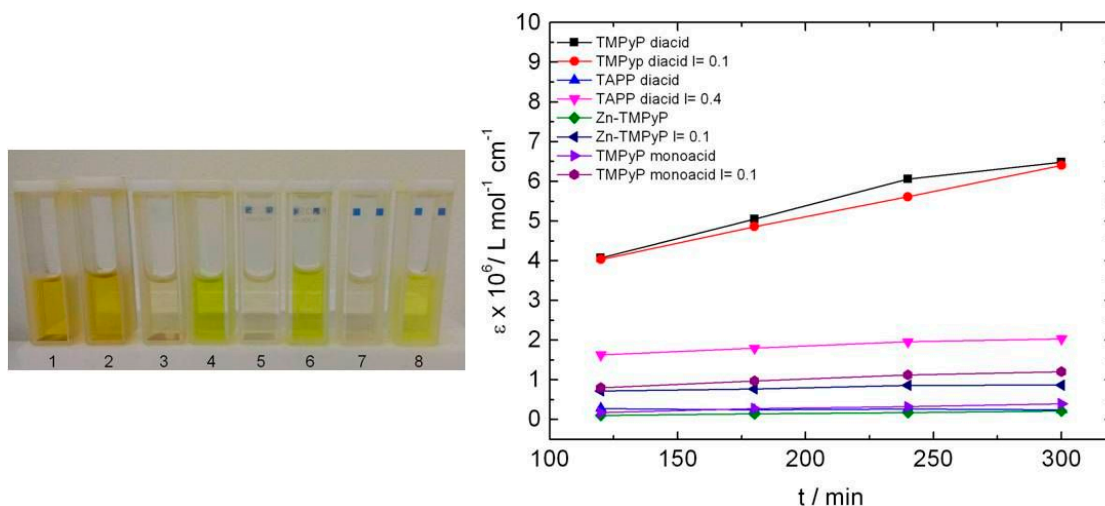 1 2 3 4 5 6 7 8
ε x 10⁶/ L mol⁻¹ cm⁻¹
10
9
8
7
6
5
4
3
2
1
0
TMPyP diacid
TMPyp diacid I= 0.1
TAPP diacid
TAPP diacid I= 0.4
Zn-TMPyP
Zn-TMPyP I= 0.1
TMPyP monoacid
TMPyP monoacid I= 0.1
100 150 200 250 300
t / min